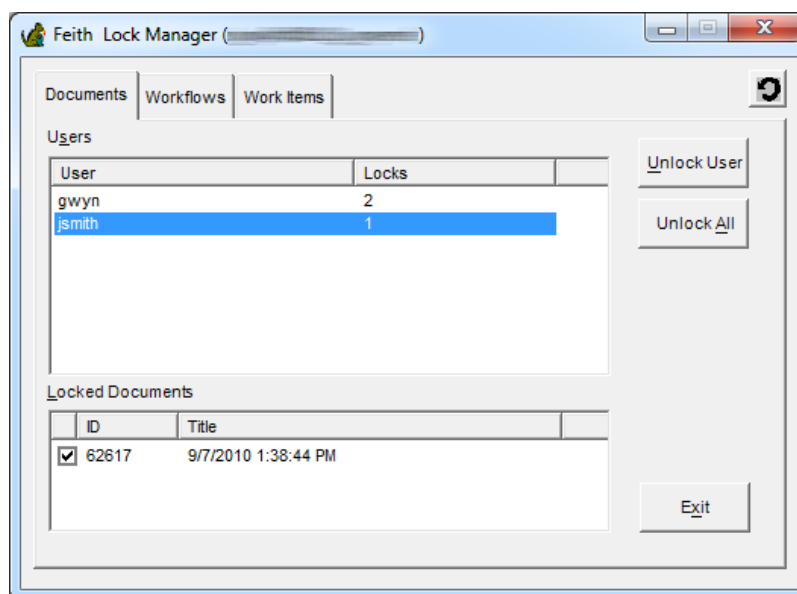 Feith Lock Manager ( )
Documents Workflows Work Items
Users
User Locks
gwyn 2
jsmith 1
Unlock User
Unlock All
Locked Documents
ID Title
62617 9/7/2010 1:38:44 PM
Exit